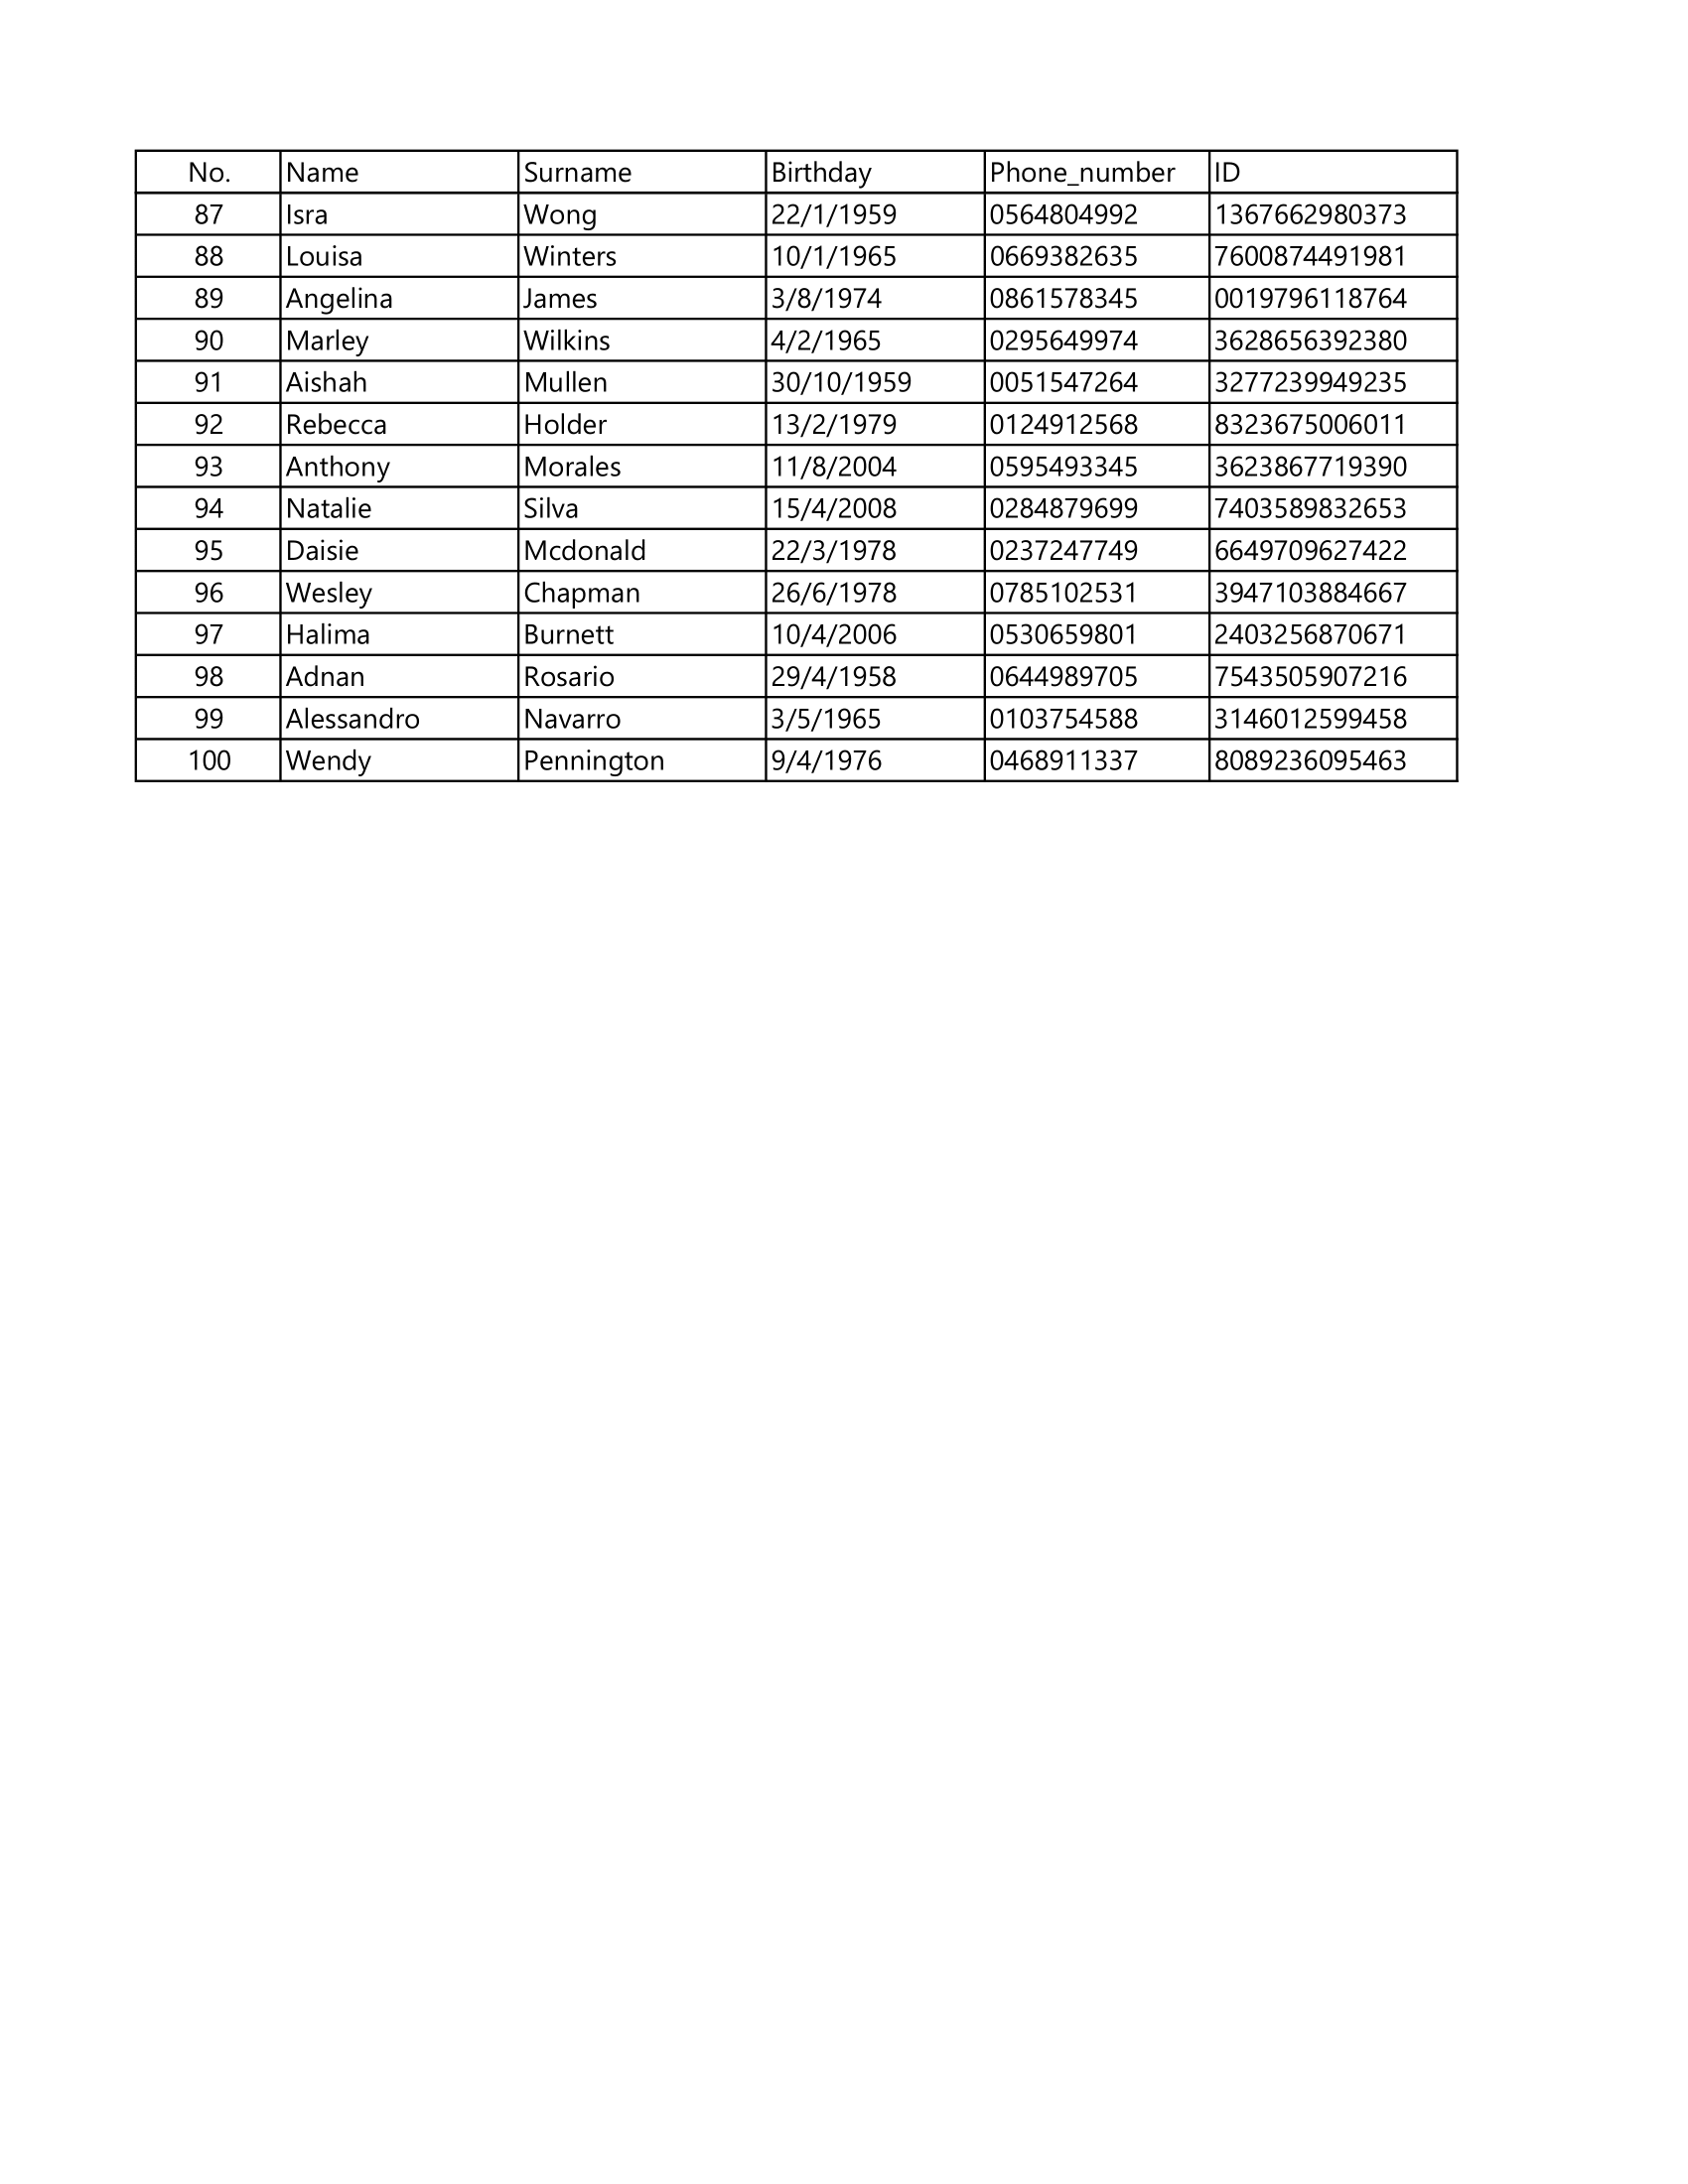 No. Name Surname Birthday Phone_number ID
87 Isra Wong 22/1/1959 0564804992 1367662980373
88 Louisa Winters 10/1/1965 0669382635 7600874491981
89 Angelina James 3/8/1974 0861578345 0019796118764
90 Marley Wilkins 4/2/1965 0295649974 3628656392380
91 Aishah Mullen 30/10/1959 0051547264 3277239949235
92 Rebecca Holder 13/2/1979 0124912568 8323675006011
93 Anthony Morales 11/8/2004 0595493345 3623867719390
94 Natalie Silva 15/4/2008 0284879699 7403589832653
95 Daisie Mcdonald 22/3/1978 0237247749 6649709627422
96 Wesley Chapman 26/6/1978 0785102531 3947103884667
97 Halima Burnett 10/4/2006 0530659801 2403256870671
98 Adnan Rosario 29/4/1958 0644989705 7543505907216
99 Alessandro Navarro 3/5/1965 0103754588 3146012599458
100 Wendy Pennington 9/4/1976 0468911337 8089236095463